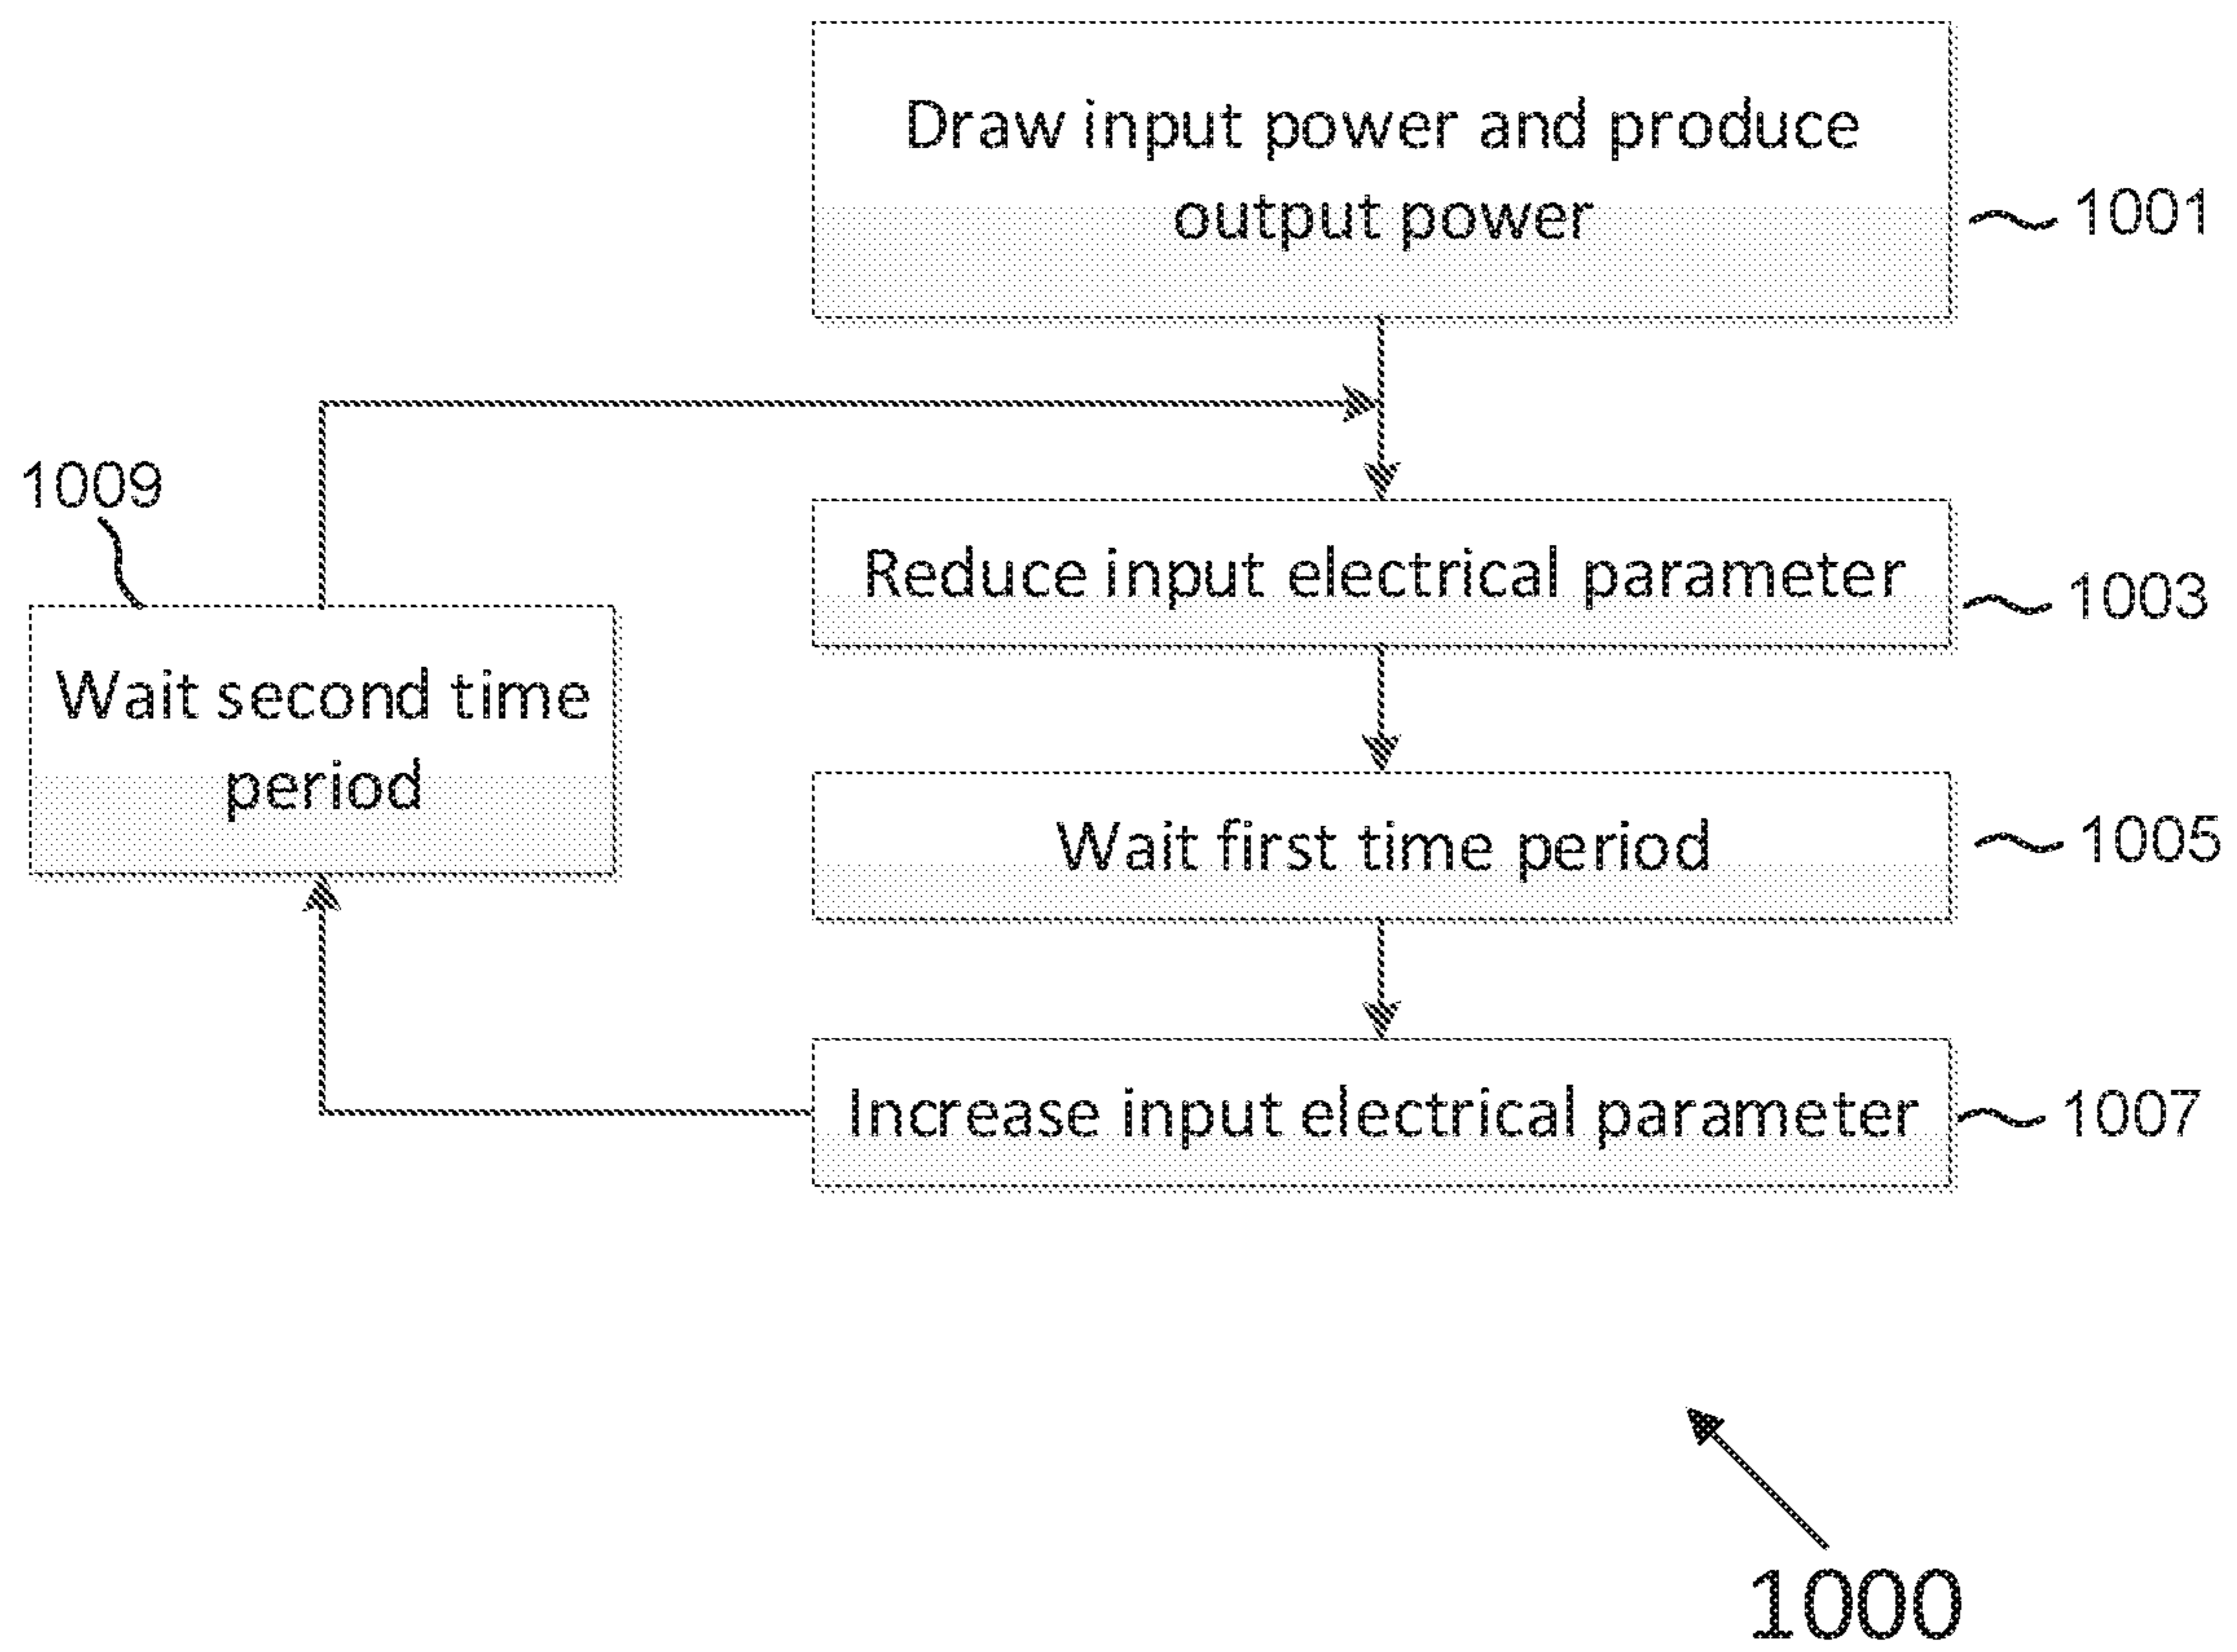 Draw input power and produce
output power
1001
1009
Reduce input electrical parameter
1003
Wait second time
period
Wait first time period
1005
Increase input electrical parameter
1007
1000